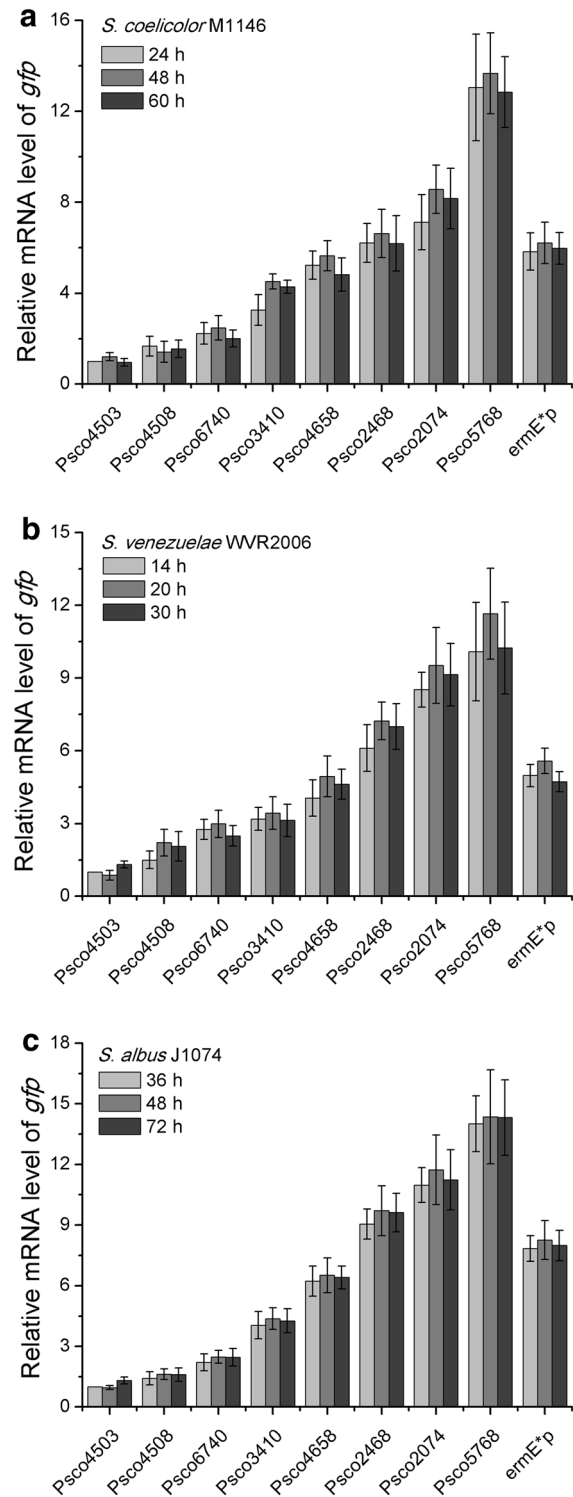 a
S. coelicolor M1146
24 h
48 h
60 h
Relative mRNA level of gfp
16
12
8
4
0
Psco4503
Psco4508
Psco6740
Psco3410
Psco4658
Psco2468
Psco2074
Psco5768
ermE*p
b
S. venezuelae WVR2006
14 h
20 h
30 h
Relative mRNA level of gfp
15
12
9
6
3
0
Psco4503
Psco4508
Psco6740
Psco3410
Psco4658
Psco2468
Psco2074
Psco5768
ermE*p
c
S. albus J1074
36 h
48 h
72 h
Relative mRNA level of gfp
18
15
12
9
6
3
0
Psco4503
Psco4508
Psco6740
Psco3410
Psco4658
Psco2468
Psco2074
Psco5768
ermE*p